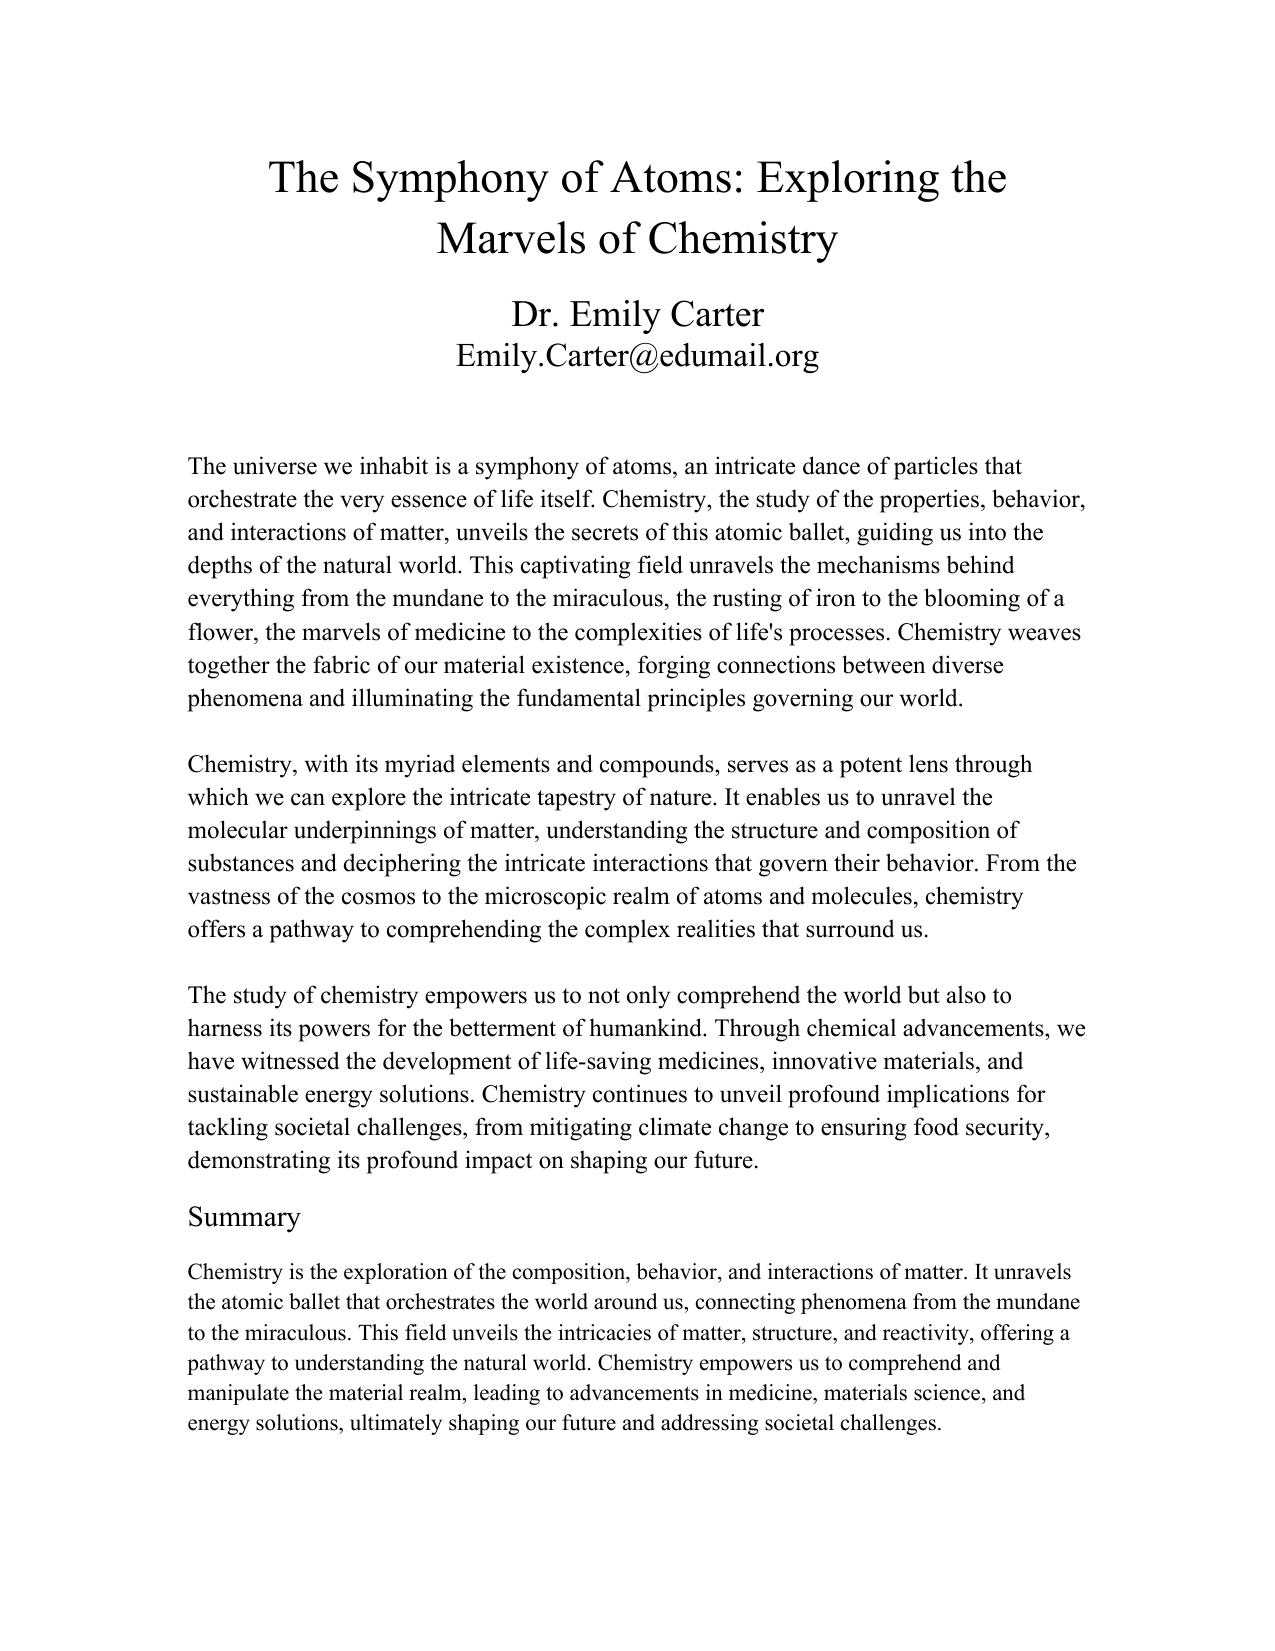 The Symphony of Atoms: Exploring the
Marvels of Chemistry
Dr. Emily Carter
Emily.Carter@edumail.org
The universe we inhabit is a symphony of atoms, an intricate dance of particles that
orchestrate the very essence of life itself. Chemistry, the study of the properties, behavior,
and interactions of matter, unveils the secrets of this atomic ballet, guiding us into the
depths of the natural world. This captivating field unravels the mechanisms behind
everything from the mundane to the miraculous, the rusting of iron to the blooming of a
flower, the marvels of medicine to the complexities of life's processes. Chemistry weaves
together the fabric of our material existence, forging connections between diverse
phenomena and illuminating the fundamental principles governing our world.
Chemistry, with its myriad elements and compounds, serves as a potent lens through
which we can explore the intricate tapestry of nature. It enables us to unravel the
molecular underpinnings of matter, understanding the structure and composition of
substances and deciphering the intricate interactions that govern their behavior. From the
vastness of the cosmos to the microscopic realm of atoms and molecules, chemistry
offers a pathway to comprehending the complex realities that surround us.
The study of chemistry empowers us to not only comprehend the world but also to
harness its powers for the betterment of humankind. Through chemical advancements, we
have witnessed the development of life-saving medicines, innovative materials, and
sustainable energy solutions. Chemistry continues to unveil profound implications for
tackling societal challenges, from mitigating climate change to ensuring food security,
demonstrating its profound impact on shaping our future.
Summary
Chemistry is the exploration of the composition, behavior, and interactions of matter. It unravels
the atomic ballet that orchestrates the world around us, connecting phenomena from the mundane
to the miraculous. This field unveils the intricacies of matter, structure, and reactivity, offering a
pathway to understanding the natural world. Chemistry empowers us to comprehend and
manipulate the material realm, leading to advancements in medicine, materials science, and
energy solutions, ultimately shaping our future and addressing societal challenges.